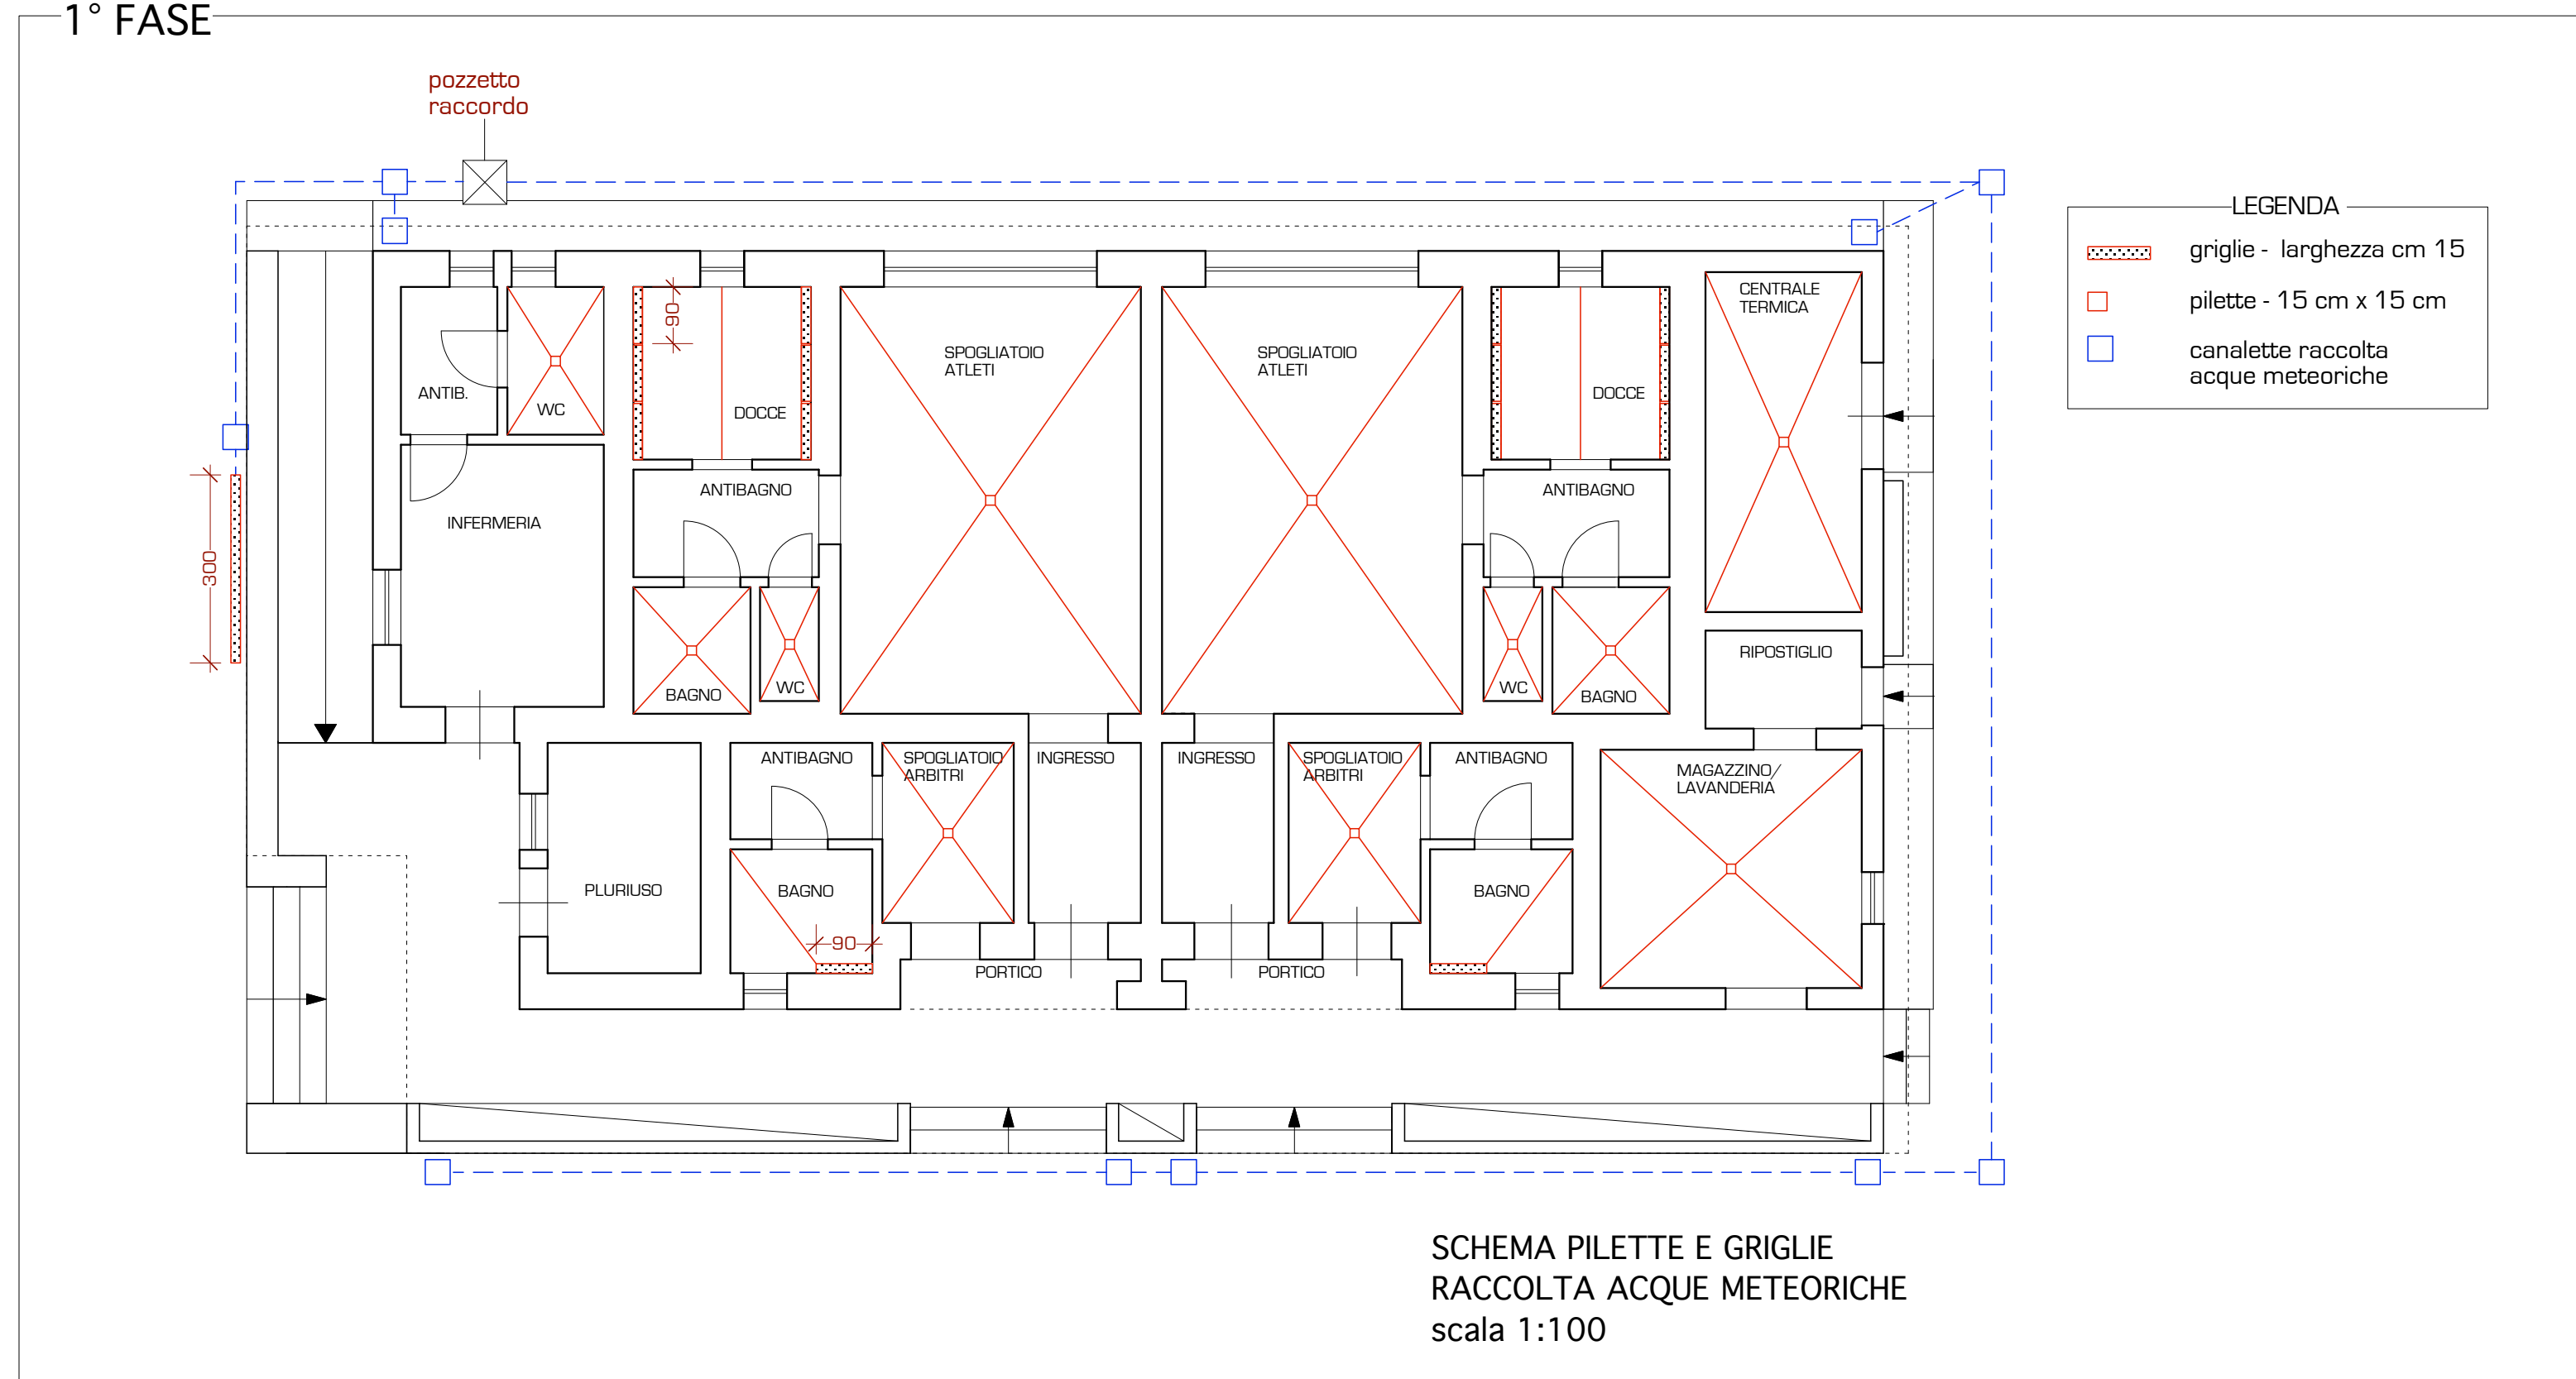 1° FASE
pozzetto
raccordo
LEGENDA
griglie - larghezza cm 15
pilette - 15 cm x 15 cm
canalette raccolta
acque meteoriche
CENTRALE
TERMICA
90
SPOGLIATOIO
ATLETI
SPOGLIATOIO
ATLETI
ANTIB.
WC
DOCCE
DOCCE
ANTIBAGNO
ANTIBAGNO
INFERMERIA
300
RIPOSTIGLIO
BAGNO
WC
WC
BAGNO
ANTIBAGNO
SPOGLIATOIO
ARBITRI
INGRESSO
INGRESSO
SPOGLIATOIO
ARBITRI
ANTIBAGNO
MAGAZZINO/
LAVANDERIA
PLURIUSO
BAGNO
BAGNO
90
PORTICO
PORTICO
SCHEMA PILETTE E GRIGLIE
RACCOLTA ACQUE METEORICHE
scala 1:100